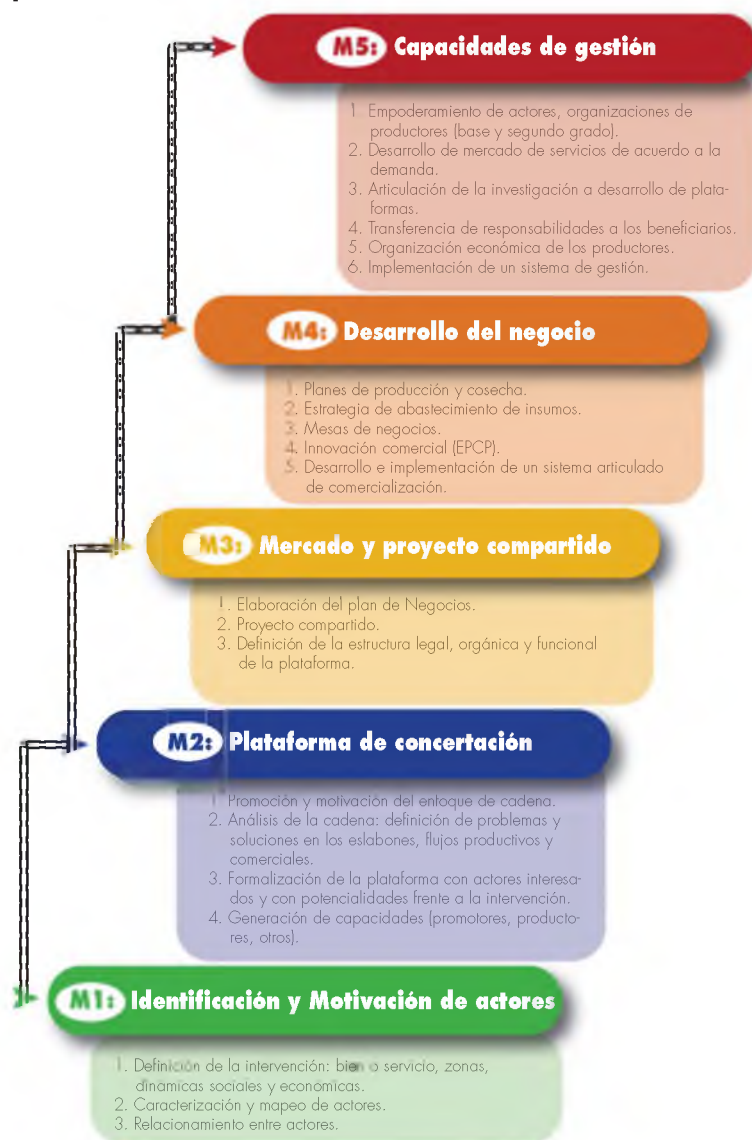 M5: Capacidades de gestión
1. Empoderamiento de actores, organizaciones de
productores (base y segundo grado).
2. Desarrollo de mercado de servicios de acuerdo a la
demanda.
3. Articulación de la investigación a desarrollo de plata-
formas.
4. Transferencia de responsabilidades a los beneficiarios.
5. Organización económica de los productores.
6. Implementación de un sistema de gestión.
M4: Desarrollo del negocio
1. Planes de producción y cosecha.
2. Estrategia de abastecimiento de insumos.
3. Mesas de negocios.
4. Innovación comercial (EPCP).
5. Desarrollo e implementación de un sistema articulado
de comercialización.
M3: Mercado y proyecto compartido
1. Elaboración del plan de Negocios.
2. Proyecto compartido.
3. Definición de la estructura legal, orgánica y funcional
de la plataforma.
M2: Plataforma de concertación
1. Promoción y motivación del enfoque de cadena.
2. Análisis de la cadena: definición de problemas y
soluciones en los eslabones, flujos productivos y
comerciales.
3. Formalización de la plataforma con actores interesa-
dos y con potencialidades frente a la intervención.
4. Generación de capacidades (promotores, producto-
res, otros).
M1: Identificación y Motivación de actores
1. Definición de la intervención: bien o servicio, zonas,
dinámicas sociales y económicas.
2. Caracterización y mapeo de actores.
3. Relacionamiento entre actores.